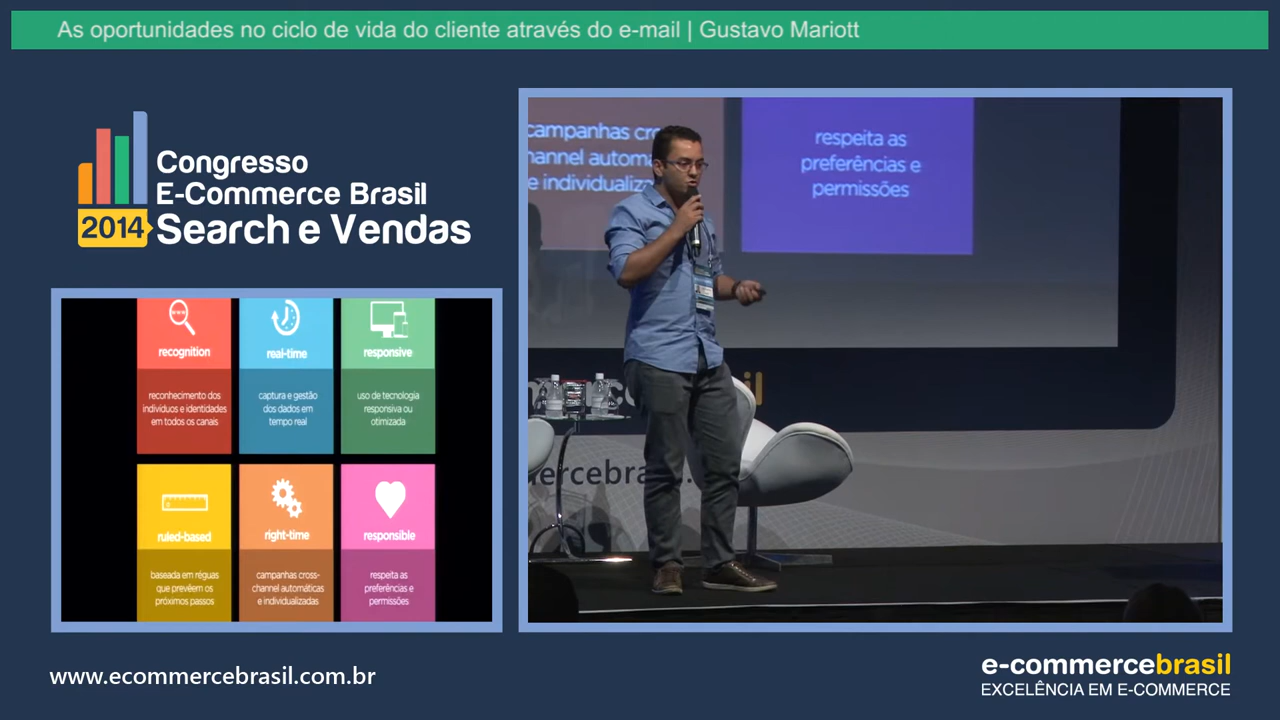 As oportunidades no ciclo de vida do cliente através do e-mail | Gustavo Mariott
Congresso
E-Commerce Brasil
2014 Search e Vendas
recognition
real-time
responsive
reconhecimento dos
indivíduos e identidades
em todos os canais
captura e gestão
dos dados em
tempo real
uso de tecnologia
responsiva ou
otimizada
ruled-based
right-time
responsible
baseada em réguas
que prevêem os
próximos passos
campanhas cross-
channel automáticas
e individualizadas
respeita as
preferências e
permissões
campanhas cro
hannel automá
e individualiza
respeita as
preferências e
permissões
www.ecommercebrasil.com.br
e-commercebrasil
EXCELÊNCIA EM E-COMMERCE